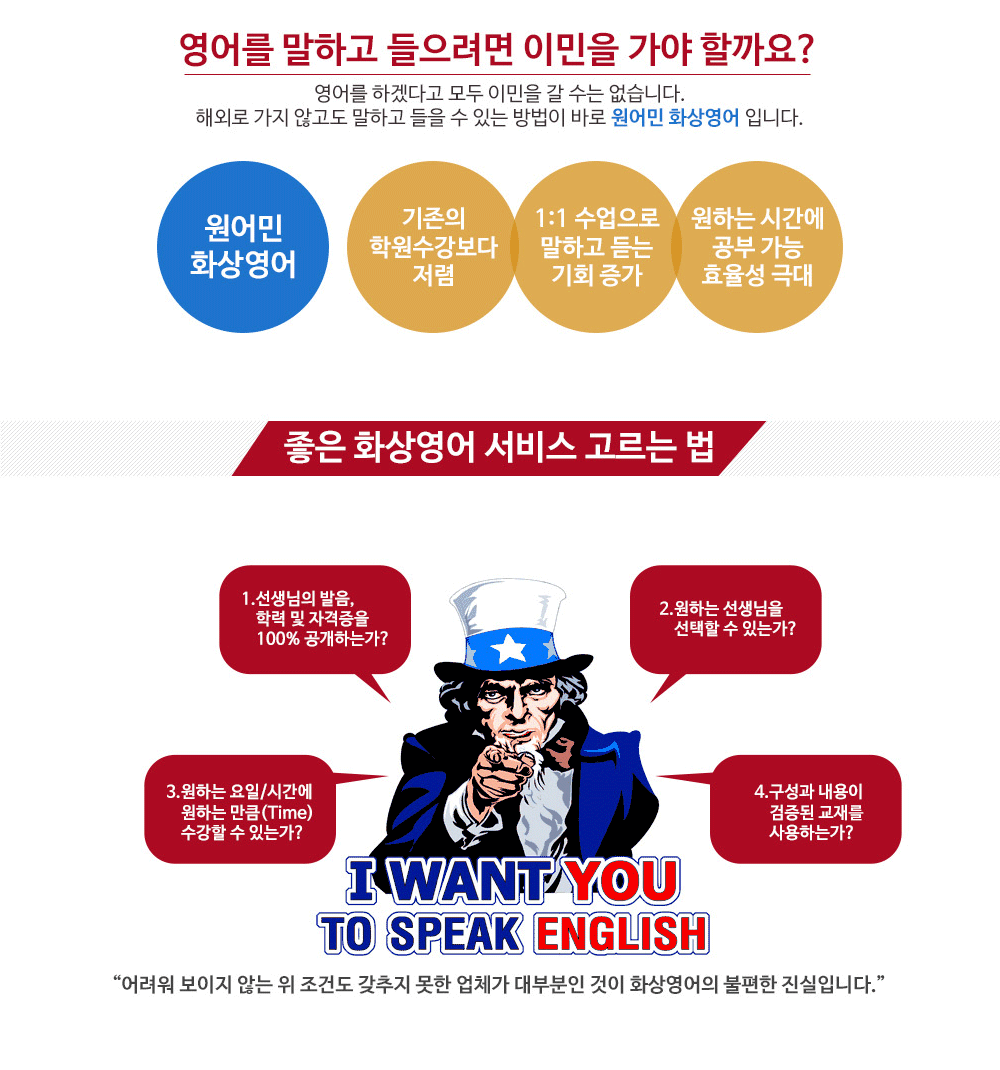 영어를 말하고 들으려면 이민을 가야 할까요?
영어를 하겠다고 모두 이민을 갈 수는 없습니다.
해외로 가지 않고도 말하고 들을 수 있는 방법이 바로 원어민 화상영어 입니다.
원어민
화상영어
기존의
학원수강보다
저렴
1:1 수업으로
말하고 듣는
기회 증가
원하는 시간에
공부 가능
효율성 극대
좋은 화상영어 서비스 고르는 법
1.선생님의 발음,
학력 및 자격증을
100% 공개하는가?
2.원하는 선생님을
선택할 수 있는가?
3.원하는 요일/시간에
원하는 만큼(Time)
수강할 수 있는가?
4.구성과 내용이
검증된 교재를
사용하는가?
I WANT YOU
TO SPEAK ENGLISH
“어려워 보이지 않는 위 조건도 갖추지 못한 업체가 대부분인 것이 화상영어의 불편한 진실입니다.”